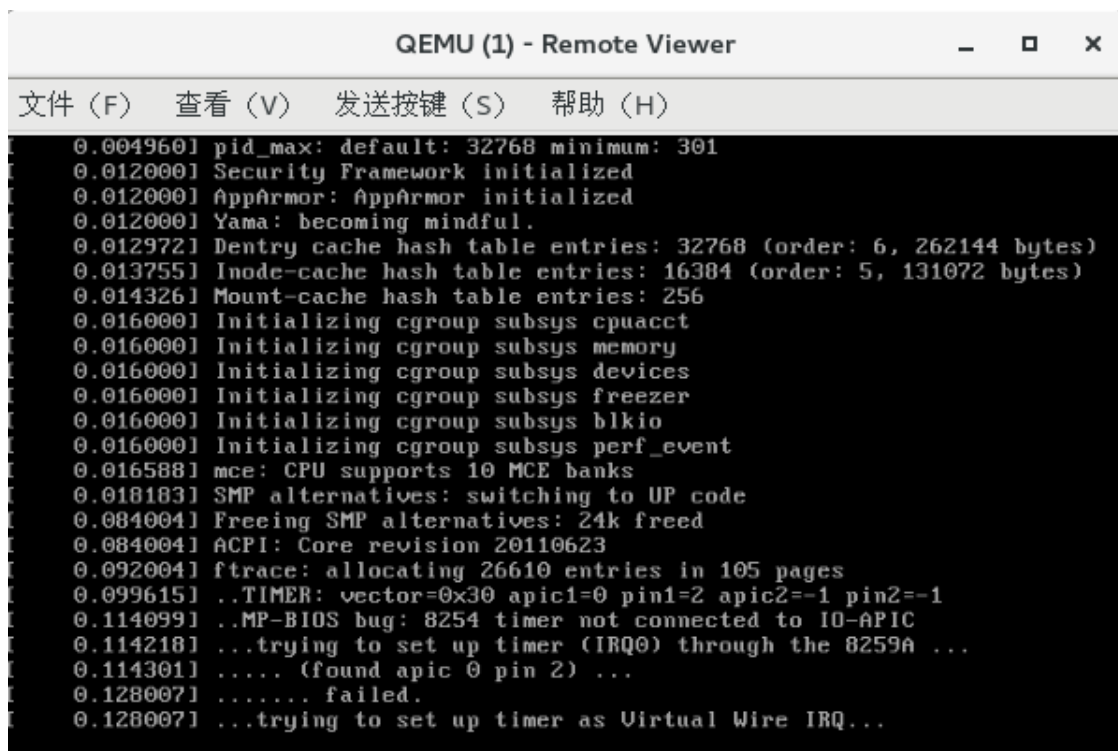 QEMU (1) - Remote Viewer
文件（F） 查看（V） 发送按键（S） 帮助（H）
[    0.004960] pid_max: default: 32768 minimum: 301
[    0.012000] Security Framework initialized
[    0.012000] AppArmor: AppArmor initialized
[    0.012000] Yama: becoming mindful.
[    0.012972] Dentry cache hash table entries: 32768 (order: 6, 262144 bytes)
[    0.013755] Inode-cache hash table entries: 16384 (order: 5, 131072 bytes)
[    0.014326] Mount-cache hash table entries: 256
[    0.016000] Initializing cgroup subsys cpuacct
[    0.016000] Initializing cgroup subsys memory
[    0.016000] Initializing cgroup subsys devices
[    0.016000] Initializing cgroup subsys freezer
[    0.016000] Initializing cgroup subsys blkio
[    0.016000] Initializing cgroup subsys perf_event
[    0.016588] mce: CPU supports 10 MCE banks
[    0.018183] SMP alternatives: switching to UP code
[    0.084004] Freeing SMP alternatives: 24k freed
[    0.084004] ACPI: Core revision 20110623
[    0.092004] ftrace: allocating 26610 entries in 105 pages
[    0.099615] ..TIMER: vector=0x30 apic1=0 pin1=2 apic2=-1 pin2=-1
[    0.114099] ..MP-BIOS bug: 8254 timer not connected to IO-APIC
[    0.114218] ...trying to set up timer (IRQ0) through the 8259A ...
[    0.114301] ..... (found apic 0 pin 2) ...
[    0.128007] ....... failed.
[    0.128007] ...trying to set up timer as Virtual Wire IRQ...